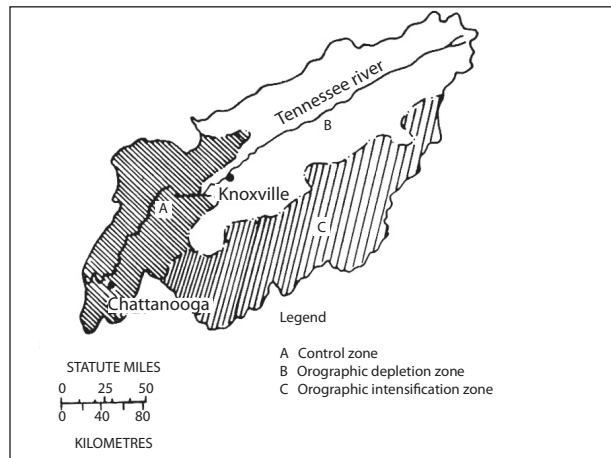 Tennessee river
B
Knoxville
A
C
Chattanooga
Legend
A Control zone
B Orographic depletion zone
C Orographic intensification zone
STATUTE MILES
0 25 50
0 40 80
KILOMETRES